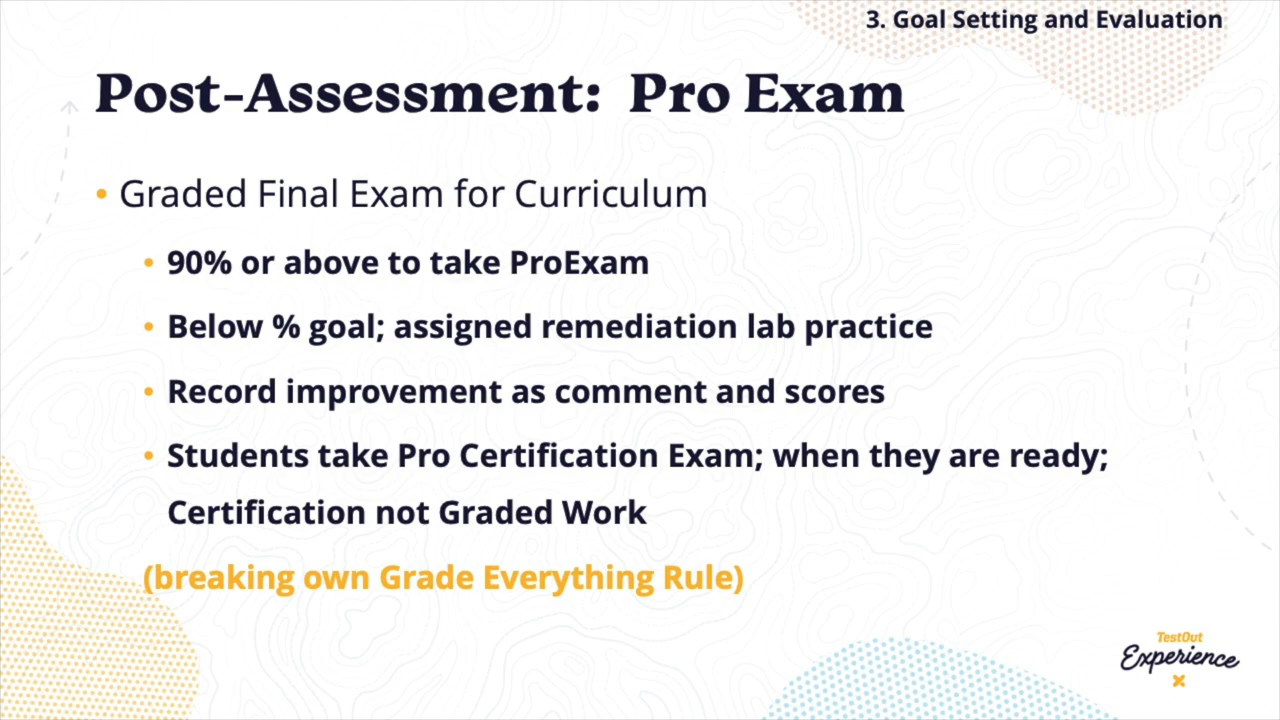 3. Goal Setting and Evaluation
Post-Assessment: Pro Exam
• Graded Final Exam for Curriculum
• 90% or above to take ProExam
• Below % goal; assigned remediation lab practice
• Record improvement as comment and scores
• Students take Pro Certification Exam; when they are ready;
Certification not Graded Work
(breaking own Grade Everything Rule)
TestOut
Experience